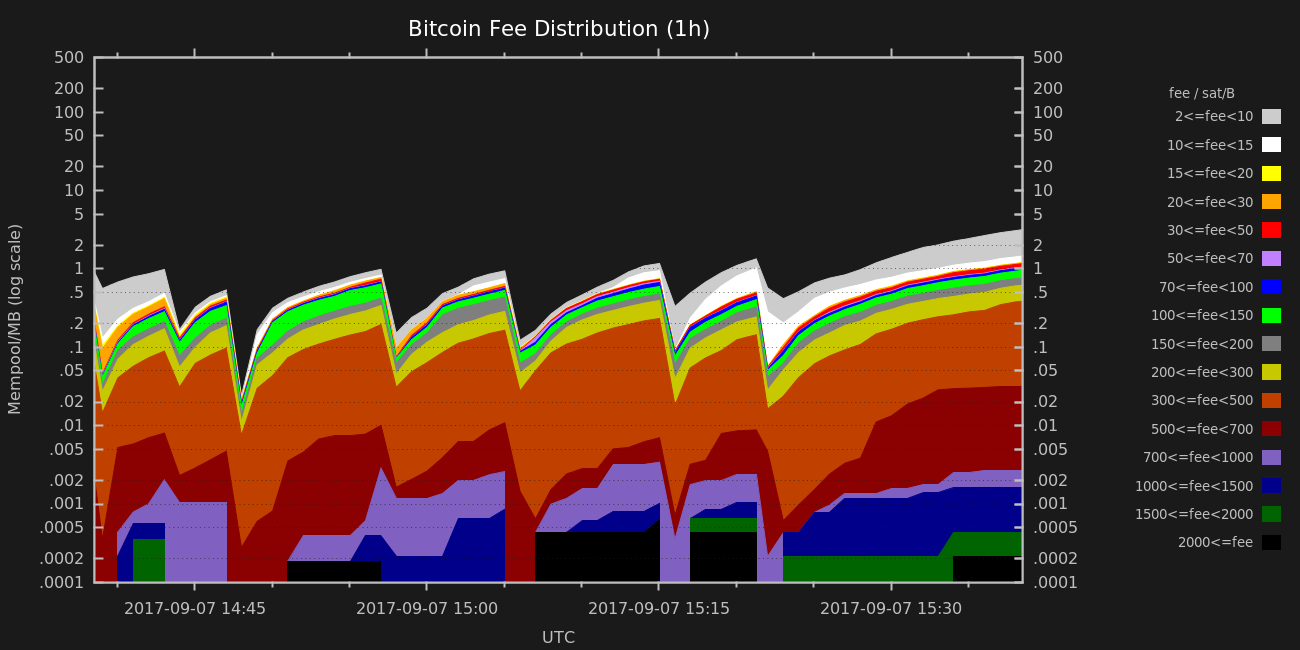 Bitcoin Fee Distribution (1h)
500
200
100
50
20
10
5
2
1
.5
.2
.1
.05
.02
.01
.005
.002
.001
.0005
.0002
.0001
Mempool/MB (log scale)
500
200
100
50
20
10
5
2
1
.5
.2
.1
.05
.02
.01
.005
.002
.001
.0005
.0002
.0001
2017-09-07 14:45
2017-09-07 15:00
2017-09-07 15:15
2017-09-07 15:30
UTC
fee / sat/B
2<=fee<10
10<=fee<15
15<=fee<20
20<=fee<30
30<=fee<50
50<=fee<70
70<=fee<100
100<=fee<150
150<=fee<200
200<=fee<300
300<=fee<500
500<=fee<700
700<=fee<1000
1000<=fee<1500
1500<=fee<2000
2000<=fee